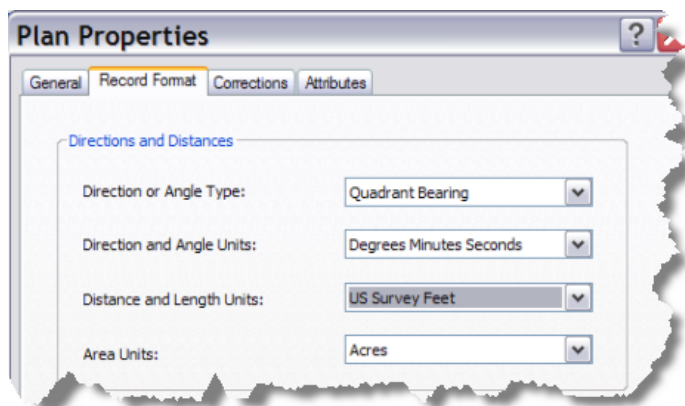 Plan Properties
?
General Record Format Corrections Attributes
Directions and Distances
Direction or Angle Type: Quadrant Bearing
Direction and Angle Units: Degrees Minutes Seconds
Distance and Length Units: US Survey Feet
Area Units: Acres